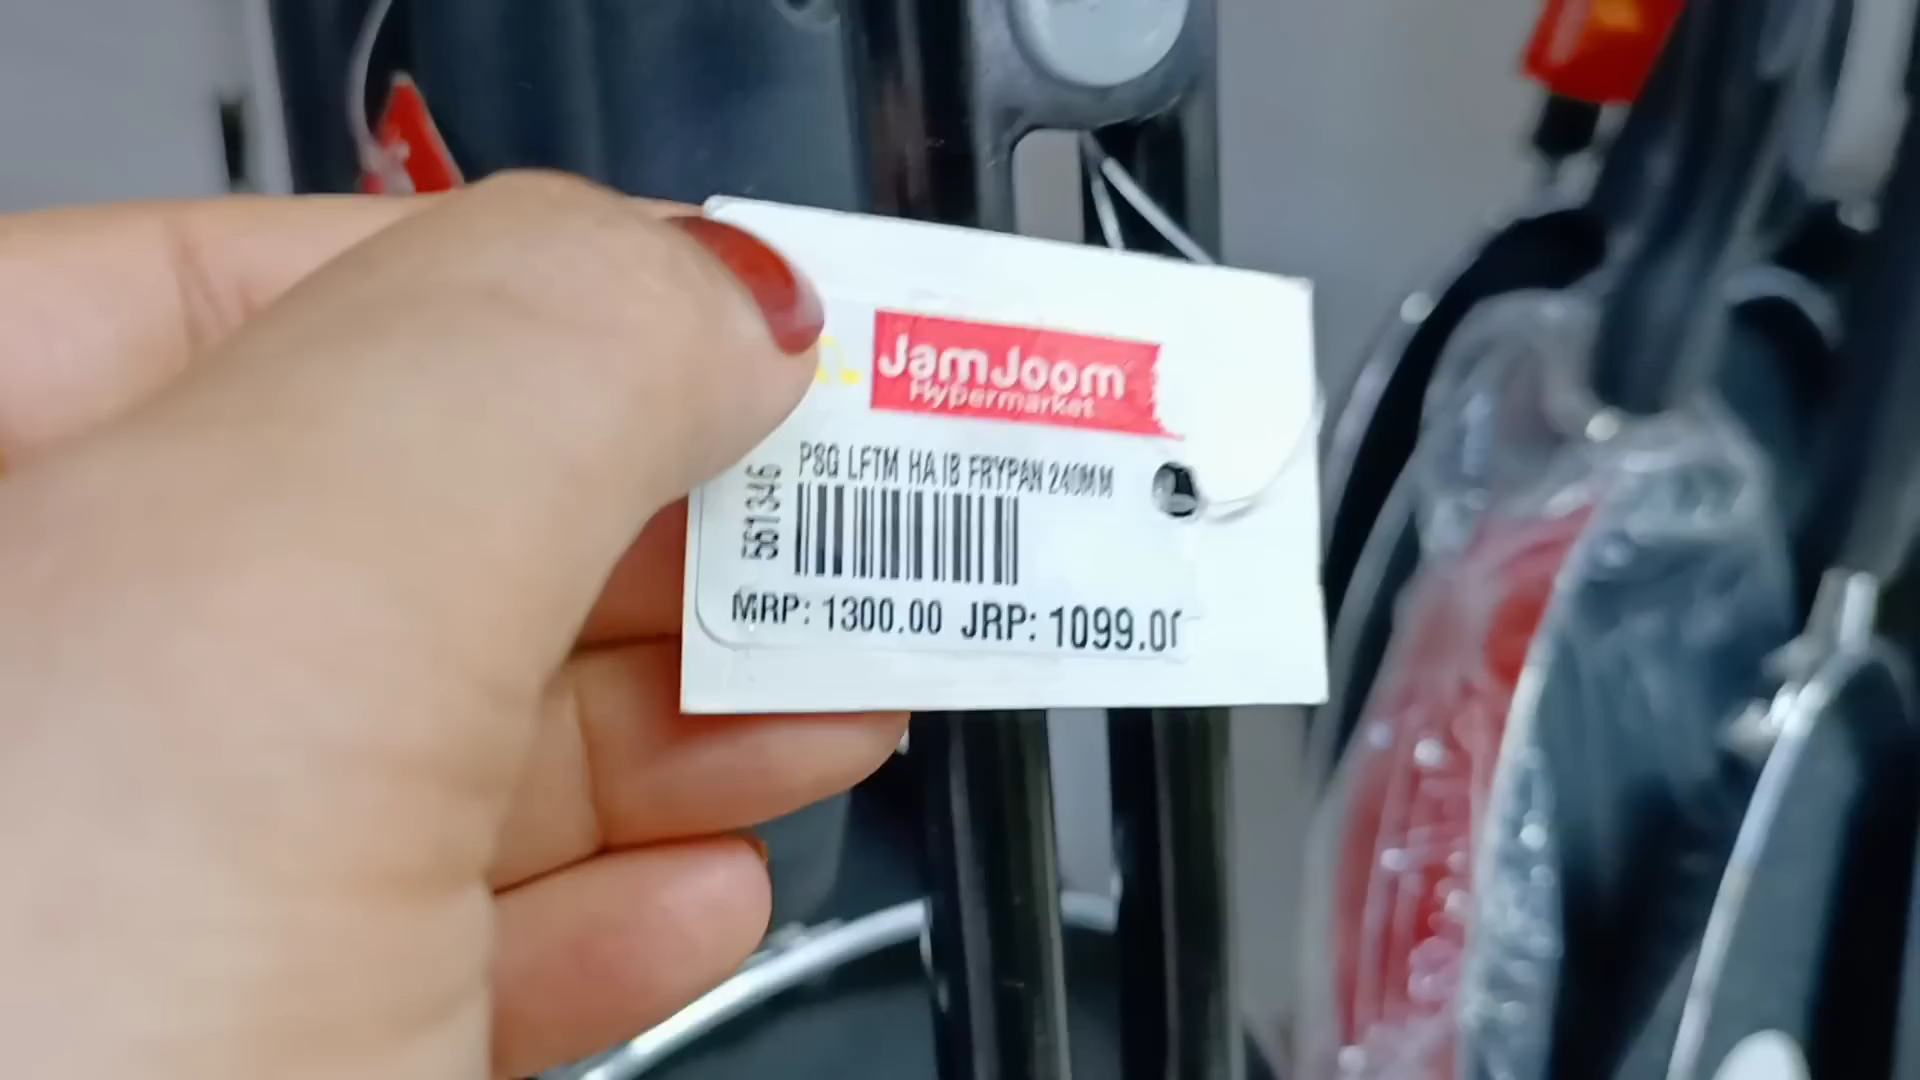 JamJoom
Hypermarket
PSG LFTM HA IB FRYPAN 240MM
561346
MRP: 1300.00 JRP: 1099.00